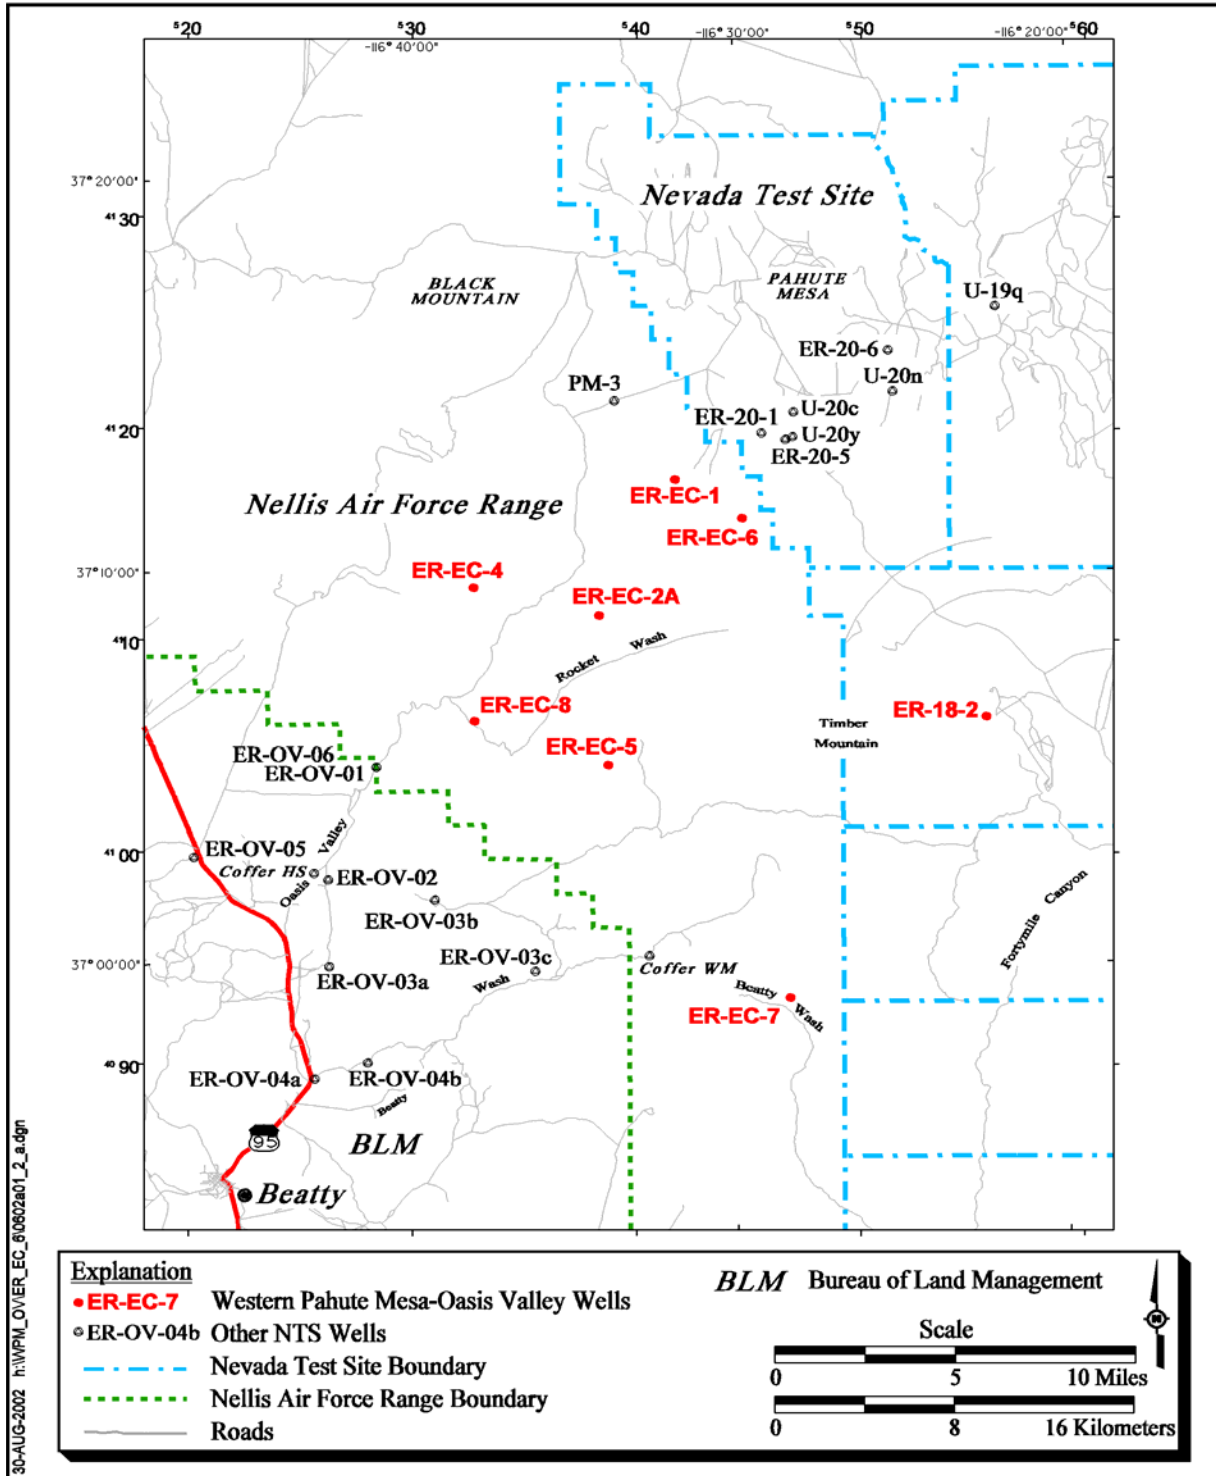 ⁵20 ⁵30 ⁵40 ⁵50 ⁵60
-116° 40' 00" -116° 30' 00" -116° 20' 00"
37° 20' 00"
⁴¹30
Nevada Test Site
BLACK
MOUNTAIN
PAHUTE
MESA
U-19q
ER-20-6
PM-3
U-20n
ER-20-1
U-20c
⁴¹20
U-20y
ER-20-5
Nellis Air Force Range
ER-EC-1
ER-EC-6
37° 10' 00"
ER-EC-4
ER-EC-2A
⁴¹10
Rocket Wash
ER-EC-8
ER-18-2
Timber
Mountain
ER-EC-5
ER-OV-06
ER-OV-01
Oasis Valley
⁴¹00
ER-OV-05
Coffer HS
ER-OV-02
Fortymile Canyon
ER-OV-03b
ER-OV-03c
37° 00' 00"
Coffer WM
ER-OV-03a
Wash
Beatty Wash
ER-EC-7
⁴⁰90
ER-OV-04a
ER-OV-04b
Beatty
95
BLM
Beatty
30-AUG-2002 h:\WPM_OV\ER_EC_6\0602a01_2_a.dgn
Explanation
ER-EC-7 Western Pahute Mesa-Oasis Valley Wells
ER-OV-04b Other NTS Wells
Nevada Test Site Boundary
Nellis Air Force Range Boundary
Roads
BLM Bureau of Land Management
N
Scale
0 5 10 Miles
0 8 16 Kilometers